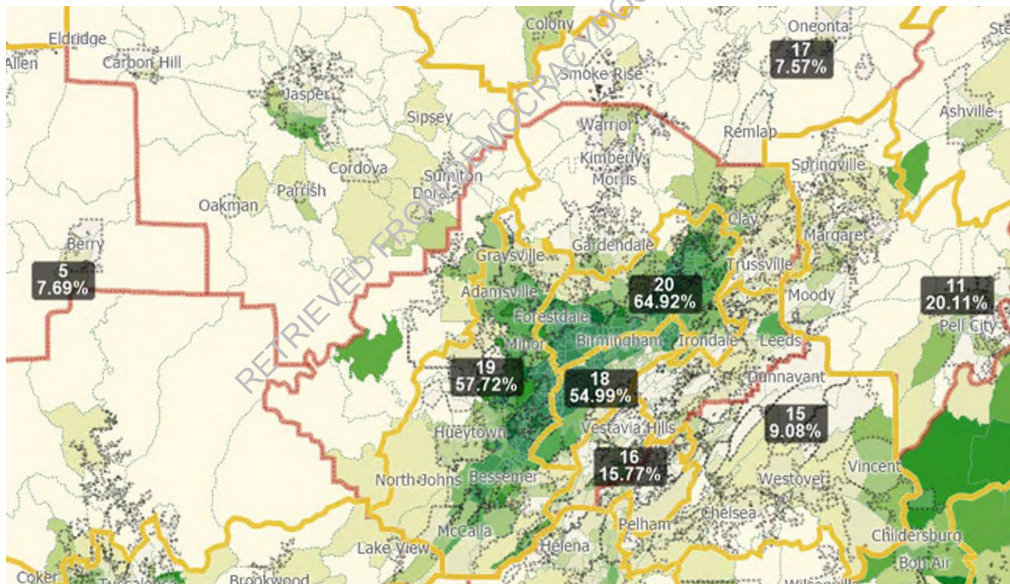 Colony
Oneonta
Eldridge
Allen
Carbon Hill
17
7.57%
Smoke Rise
Jasper
Sipsey
Ashville
Warrior
Remlap
Kimberly
Morris
Springville
Cordova
Sumiton
Dora
Parrish
Oakman
Clay
Berry
Gardendale
Margaret
Graysville
Trussville
5
7.69%
20
64.92%
11
20.11%
Adamsville
Moody
Forestdale
Pell City
Minor
Birmingham
Irondale
Leeds
19
57.72%
18
54.99%
Dunnavant
15
9.08%
Hueytown
Vestavia Hills
16
15.77%
North Johns
Bessemer
Vincent
Westover
Chelsea
McCalla
Pelham
Lake View
Helena
Childersburg
Bon Air
Coker
Brookwood
RETRIEVED FROM DEMOCRACYDOC